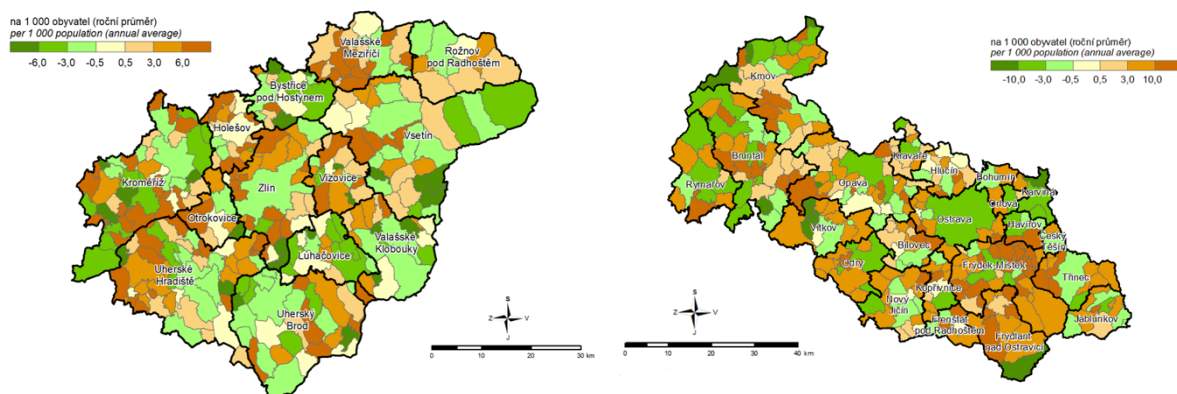 na 1 000 obyvatel (roční průměr)
per 1 000 population (annual average)
-6,0 -3,0 -0,5 0,5 3,0 6,0
Valašské
Meziříčí
Rožnov
pod Radhoštěm
Bystřice
pod Hostýnem
Holešov
Vsetín
Kroměříž
Zlín
Vizovice
Otrokovice
Valašské
Klobouky
Luhačovice
Uherské
Hradiště
Uherský
Brod
S
Z V
J
0 10 20 30 km
na 1 000 obyvatel (roční průměr)
per 1 000 population (annual average)
-10,0 -3,0 -0,5 0,5 3,0 10,0
Krnov
Bruntál
Rýmařov
Kravaře
Hlučín
Bohumín
Karviná
Orlová
Opava
Ostrava
Havířov
Vítkov
Český
Těšín
Bílovec
Odry
Frýdek-Místek
Třinec
Kopřivnice
Nový
Jičín
Frenštát
pod Radhoštěm
Jablunkov
Frýdlant
nad Ostravicí
S
Z V
J
0 10 20 30 40 km